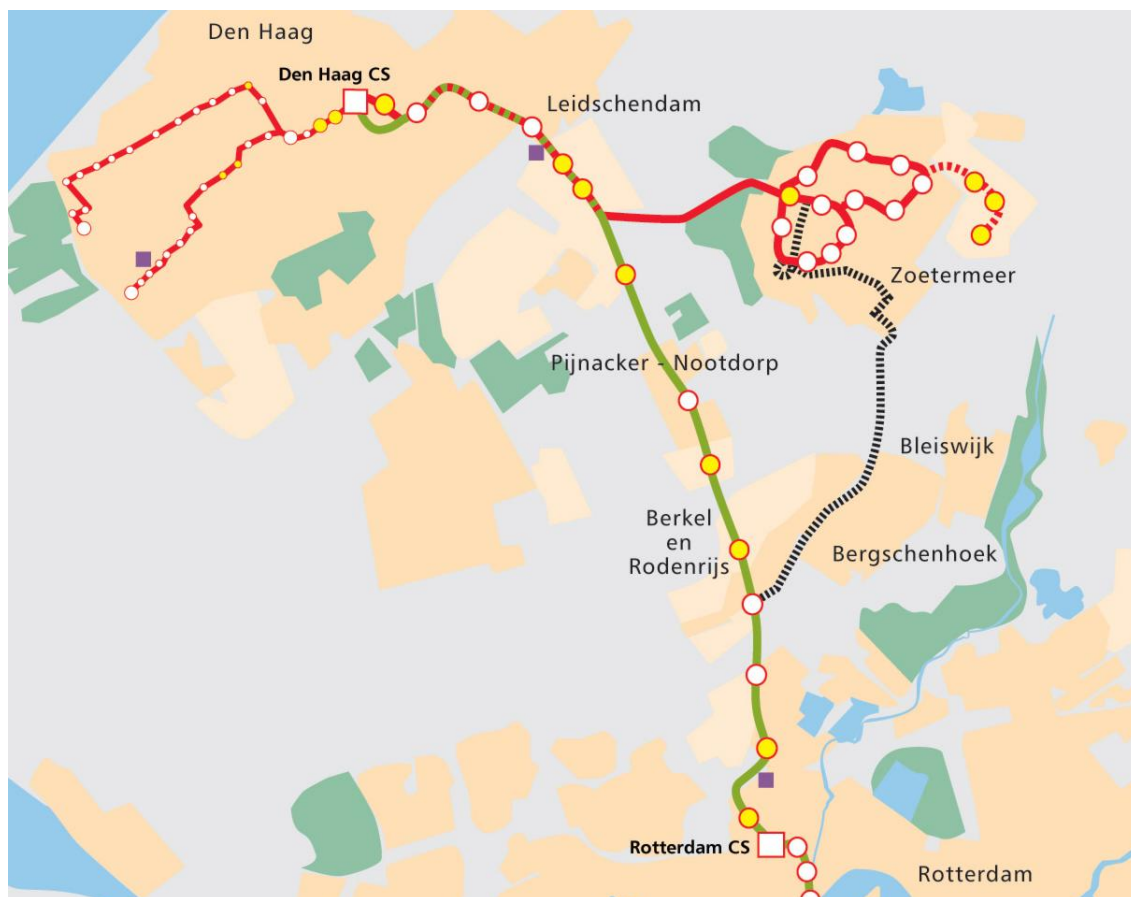 Den Haag
Den Haag CS
Leidschendam
Zoetermeer
Pijnacker - Nootdorp
Bleiswijk
Berkel
en
Rodenrijs
Bergschenhoek
Rotterdam CS
Rotterdam